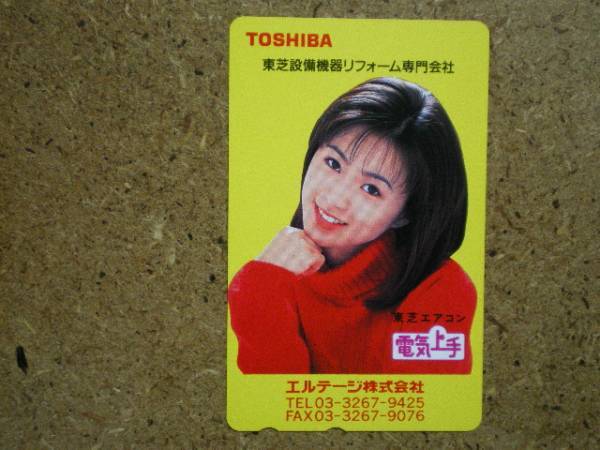 TOSHIBA
東芝設備機器リフォーム専門会社
東芝エアコン
電気上手
エルテージ株式会社
TEL03-3267-9425
FAX03-3267-9076